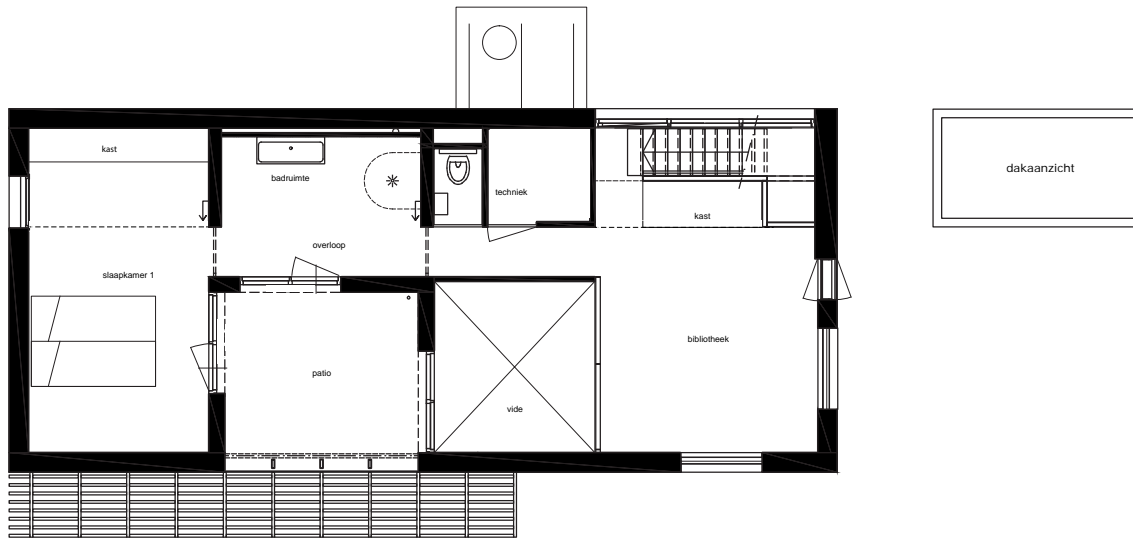 kast
badruimte
dakaanzicht
techniek
kast
overloop
slaapkamer 1
bibliotheek
patio
vide